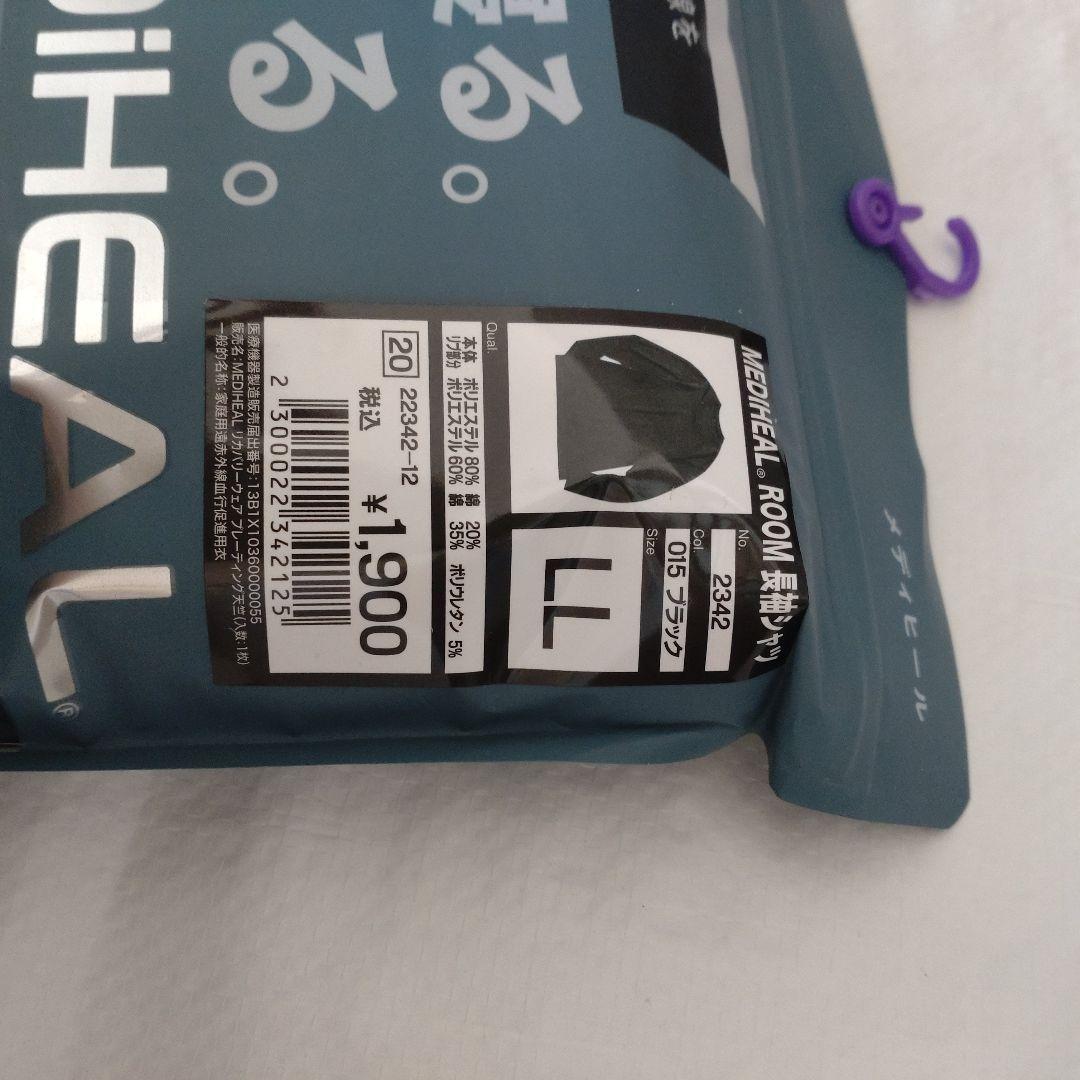 る。
る。
線を
DiHEAL®
メディヒール
MEDIHEAL® ROOM 長袖シャツ
No.
2342
Col.
015 ブラック
Size
LL
Qual.
本体 ポリエステル 80% 綿 20%
リブ部分 ポリエステル 60% 綿 35% ポリウレタン 5%
20 22342-12
税込 ¥1,900
2 300022 342125
医療機器製造販売届出番号:13B1X10360000055
販売名:MEDIHEAL リカバリーウェア プレーティング天竺(入数:1枚)
一般的名称:家庭用遠赤外線血行促進用衣